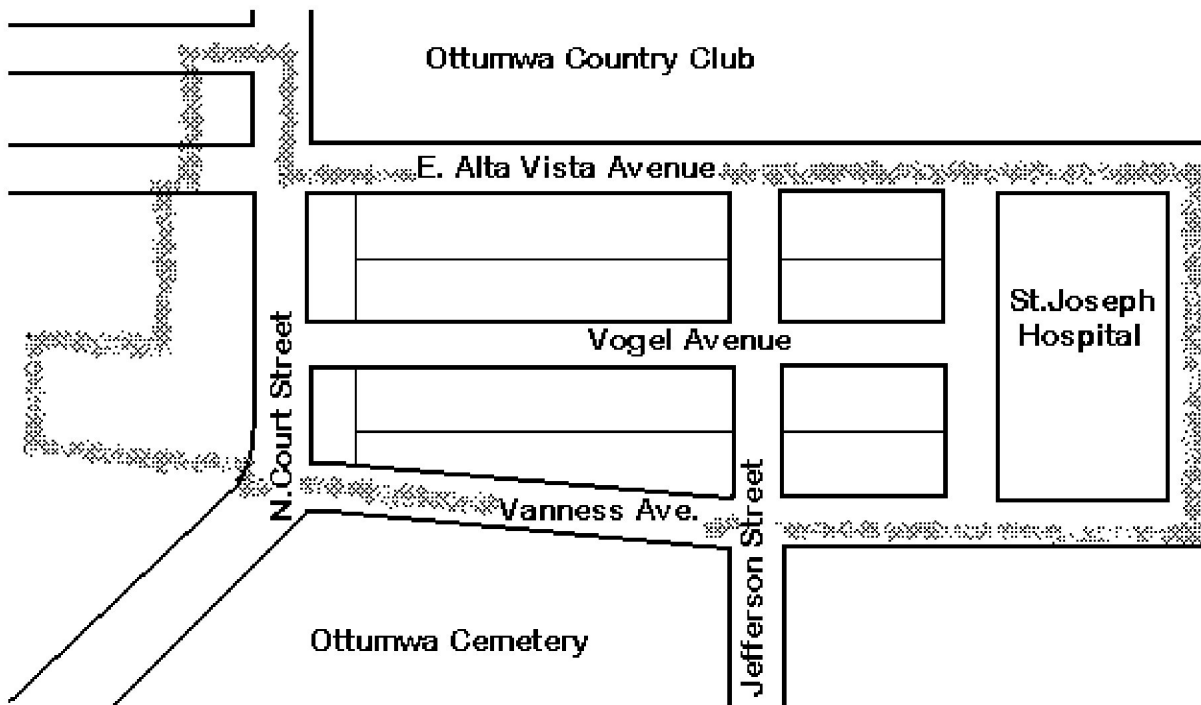 Ottumwa Country Club
E. Alta Vista Avenue
St.Joseph
Hospital
Vogel Avenue
N.Court Street
Vanness Ave.
Jefferson Street
Ottumwa Cemetery